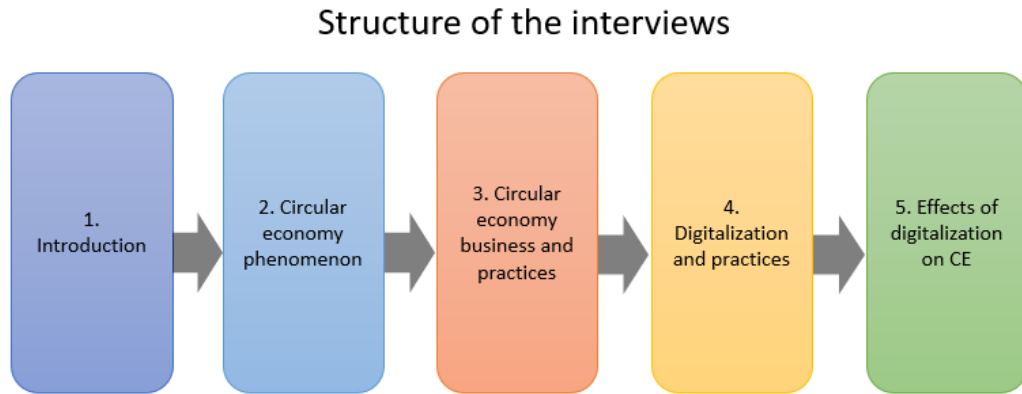 Structure of the interviews
1.
Introduction
2. Circular
economy
phenomenon
3. Circular
economy
business and
practices
4.
Digitalization
and practices
5. Effects of
digitalization
on CE